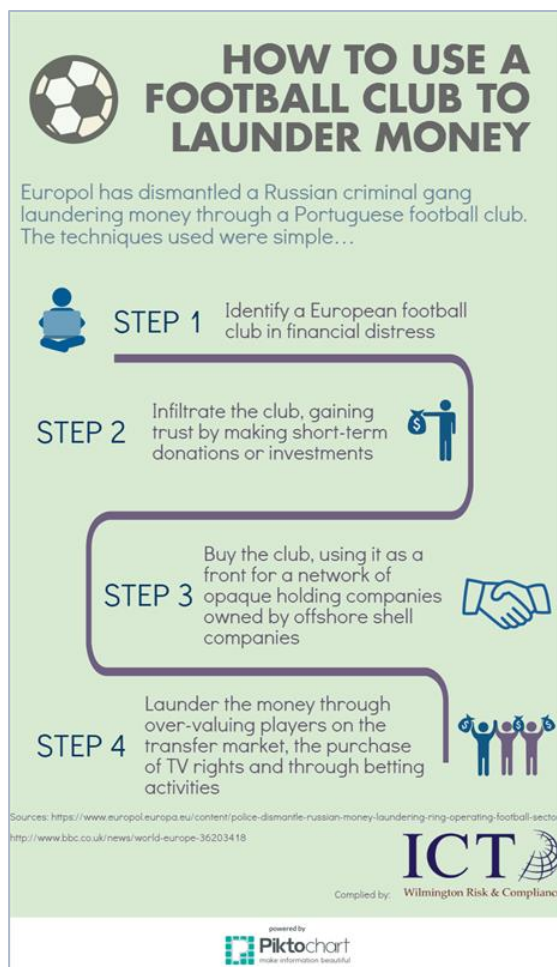 HOW TO USE A
FOOTBALL CLUB TO
LAUNDER MONEY
Europol has dismantled a Russian criminal gang
laundering money through a Portuguese football club.
The techniques used were simple...
STEP 1
Identify a European football
club in financial distress
STEP 2
Infiltrate the club, gaining
trust by making short-term
donations or investments
$
STEP 3
Buy the club, using it as a
front for a network of
opaque holding companies
owned by offshore shell
companies
STEP 4
Launder the money through
over-valuing players on the
transfer market, the purchase
of TV rights and through betting
activities
$ $ $
Sources: https://www.europol.europa.eu/content/police-dismantle-russian-money-laundering-ring-operating-football-secto
http://www.bbc.co.uk/news/world-europe-36203418
ICT
Complied by:
Wilmington Risk & Complianc
powered by
Piktochart
make information beautiful